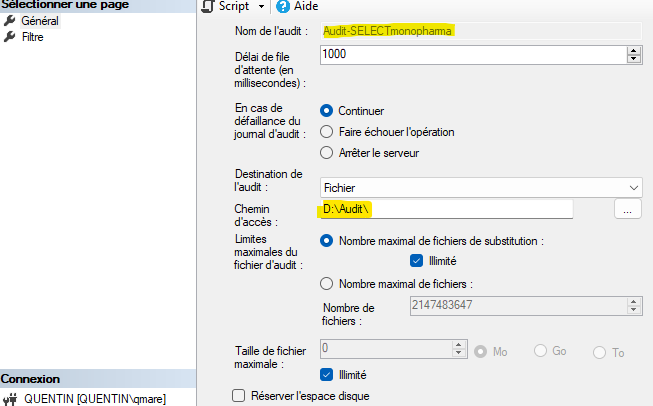 Sélectionner une page
Général
Filtre
Script
Aide
Nom de l'audit :
Audit-SELECTmonopharma
Délai de file
d'attente (en
millisecondes) :
1000
En cas de
défaillance du
journal d'audit :
Continuer
Faire échouer l'opération
Arrêter le serveur
Destination de
l'audit :
Fichier
Chemin
d'accès :
D:\Audit\
...
Limites
maximales du
fichier d'audit :
Nombre maximal de fichiers de substitution :
Illimité
Nombre maximal de fichiers :
Nombre de
fichiers :
2147483647
Taille de fichier
maximale :
0
Mo
Go
To
Illimité
Réserver l'espace disque
Connexion
QUENTIN [QUENTIN\qmare]